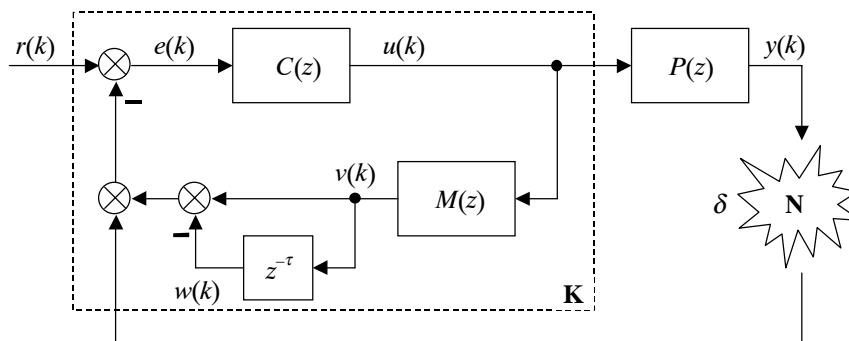 r(k)
e(k)
C(z)
u(k)
P(z)
y(k)
v(k)
M(z)
δ
N
z^{-τ}
w(k)
K